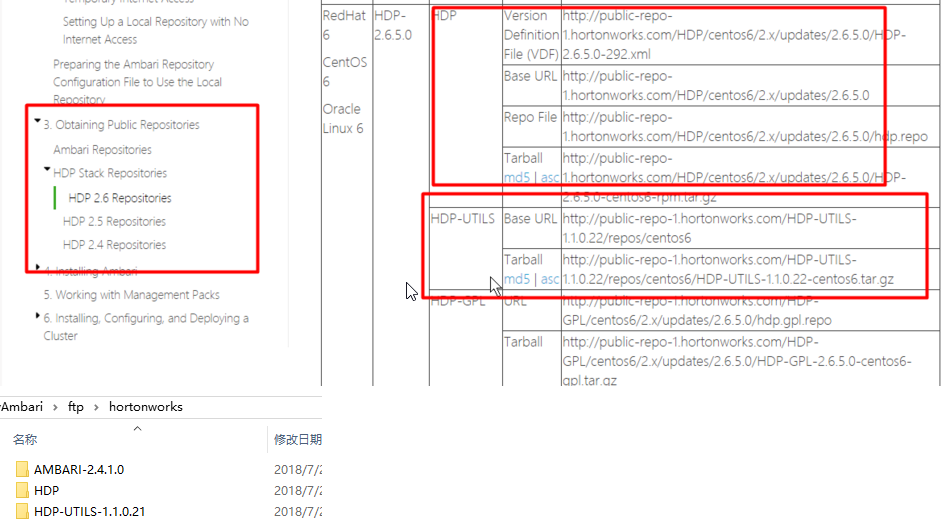 Temporary Internet Access
Setting Up a Local Repository with No
Internet Access
Preparing the Ambari Repository
Configuration File to Use the Local
Repository
3. Obtaining Public Repositories
Ambari Repositories
HDP Stack Repositories
HDP 2.6 Repositories
HDP 2.5 Repositories
HDP 2.4 Repositories
4. Installing Ambari
5. Working with Management Packs
6. Installing, Configuring, and Deploying a
Cluster
RedHat
6
CentOS
6
Oracle
Linux 6
HDP-
2.6.5.0
HDP
Version
Definition
File (VDF)
http://public-repo-
1.hortonworks.com/HDP/centos6/2.x/updates/2.6.5.0/HDP-
2.6.5.0-292.xml
Base URL
http://public-repo-
1.hortonworks.com/HDP/centos6/2.x/updates/2.6.5.0
Repo File
http://public-repo-
1.hortonworks.com/HDP/centos6/2.x/updates/2.6.5.0/hdp.repo
Tarball
md5 | asc
http://public-repo-
1.hortonworks.com/HDP/centos6/2.x/updates/2.6.5.0/HDP-
2.6.5.0-centos6-rpm.tar.gz
HDP-UTILS
Base URL
http://public-repo-1.hortonworks.com/HDP-UTILS-
1.1.0.22/repos/centos6
Tarball
md5 | asc
http://public-repo-1.hortonworks.com/HDP-UTILS-
1.1.0.22/repos/centos6/HDP-UTILS-1.1.0.22-centos6.tar.gz
HDP-GPL
URL
http://public-repo-1.hortonworks.com/HDP-
GPL/centos6/2.x/updates/2.6.5.0/hdp.gpl.repo
Tarball
http://public-repo-1.hortonworks.com/HDP-
GPL/centos6/2.x/updates/2.6.5.0/HDP-GPL-2.6.5.0-centos6-
gpl.tar.gz
Ambari > ftp > hortonworks
名称 修改日期
AMBARI-2.4.1.0 2018/7/2
HDP 2018/7/2
HDP-UTILS-1.1.0.21 2018/7/2